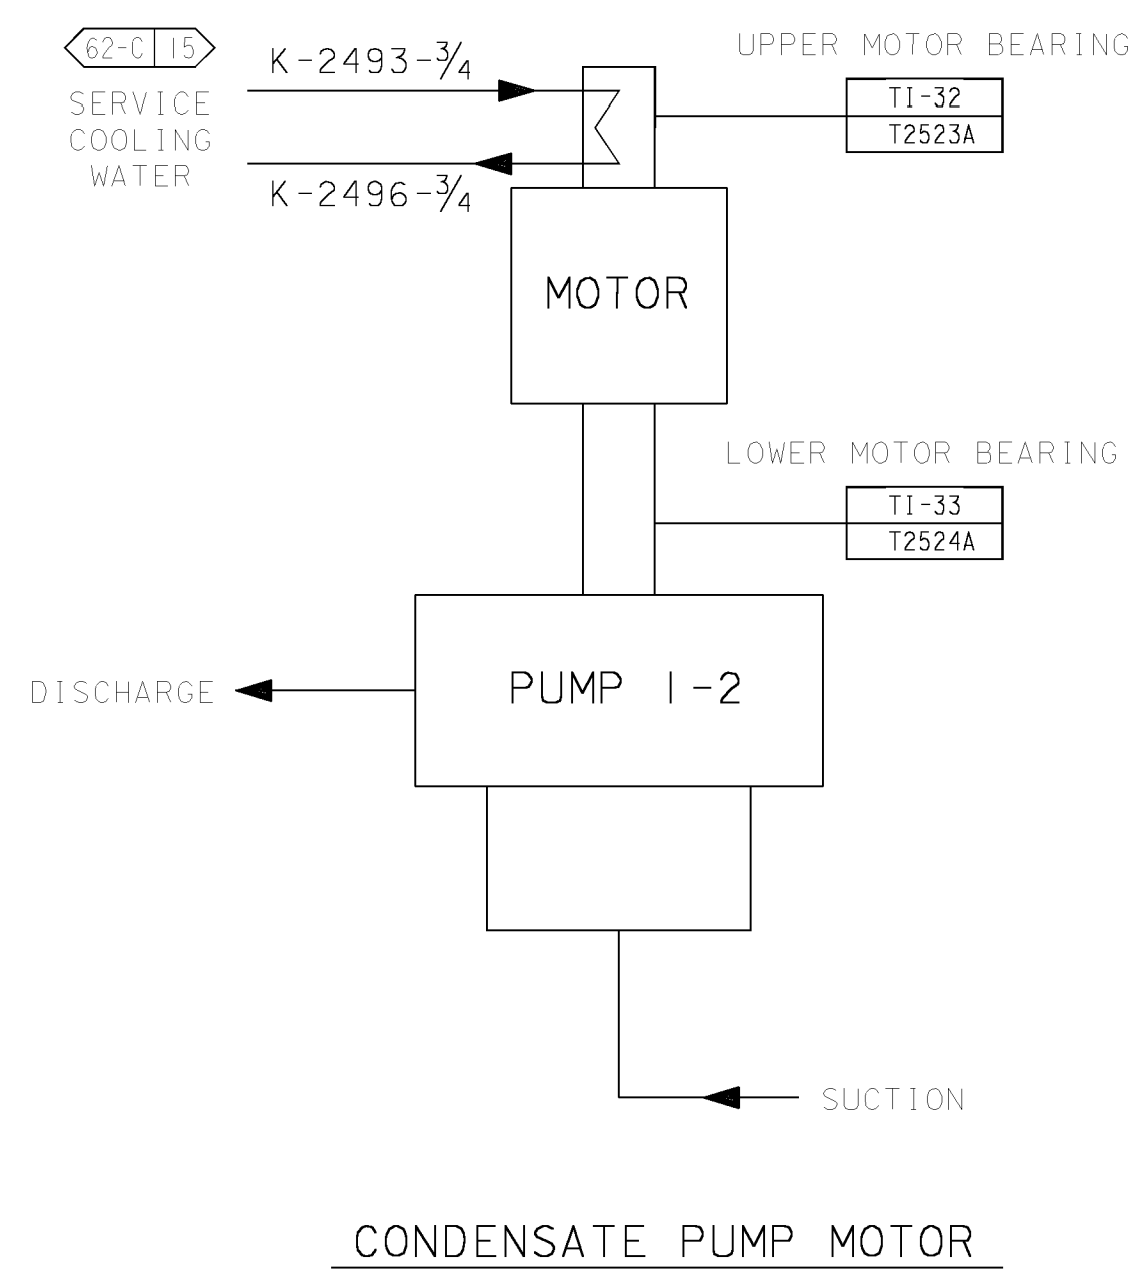 62-C 15
SERVICE
COOLING
WATER
K-2493-3/4
K-2496-3/4
UPPER MOTOR BEARING
TI-32
T2523A
MOTOR
LOWER MOTOR BEARING
TI-33
T2524A
DISCHARGE
PUMP 1-2
SUCTION
CONDENSATE PUMP MOTOR